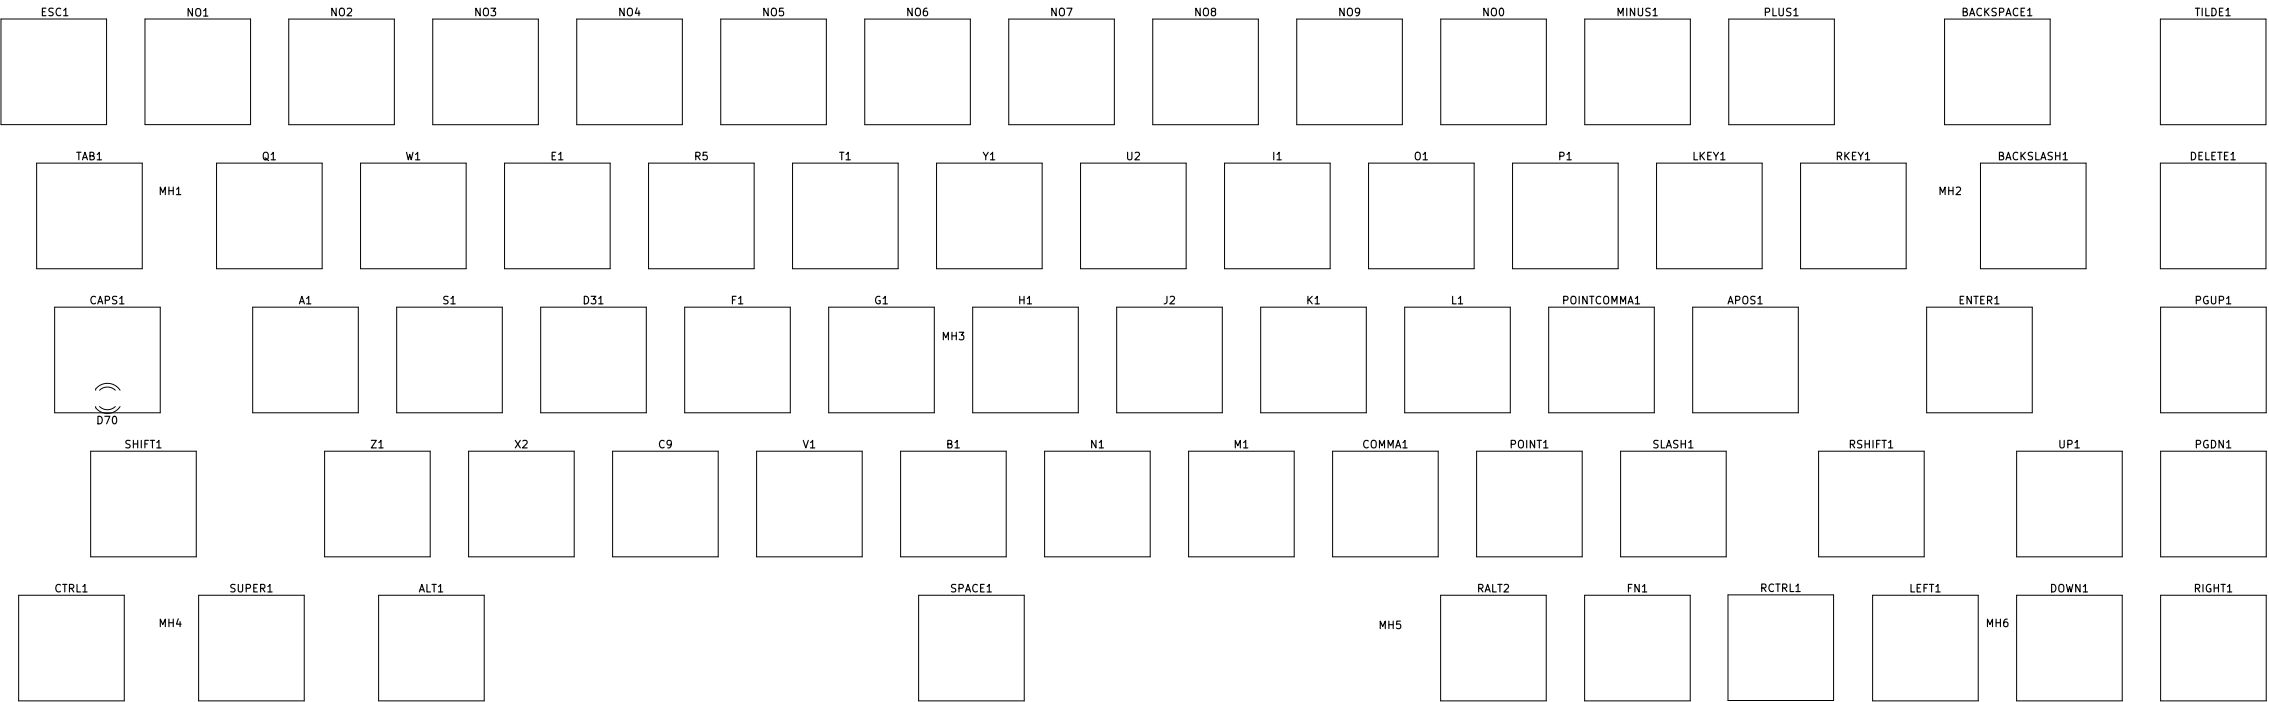 ESC1 NO1 NO2 NO3 NO4 NO5 NO6 NO7 NO8 NO9 NO0 MINUS1 PLUS1 BACKSPACE1 TILDE1
TAB1 Q1 W1 E1 R5 T1 Y1 U2 I1 O1 P1 LKEY1 RKEY1 BACKSLASH1 DELETE1
MH1 MH2
CAPS1 A1 S1 D31 F1 G1 H1 J2 K1 L1 POINTCOMMA1 APOS1 ENTER1 PGUP1
MH3
D70
SHIFT1 Z1 X2 C9 V1 B1 N1 M1 COMMA1 POINT1 SLASH1 RSHIFT1 UP1 PGDN1
CTRL1 SUPER1 ALT1 SPACE1 RALT2 FN1 RCTRL1 LEFT1 DOWN1 RIGHT1
MH4 MH5 MH6